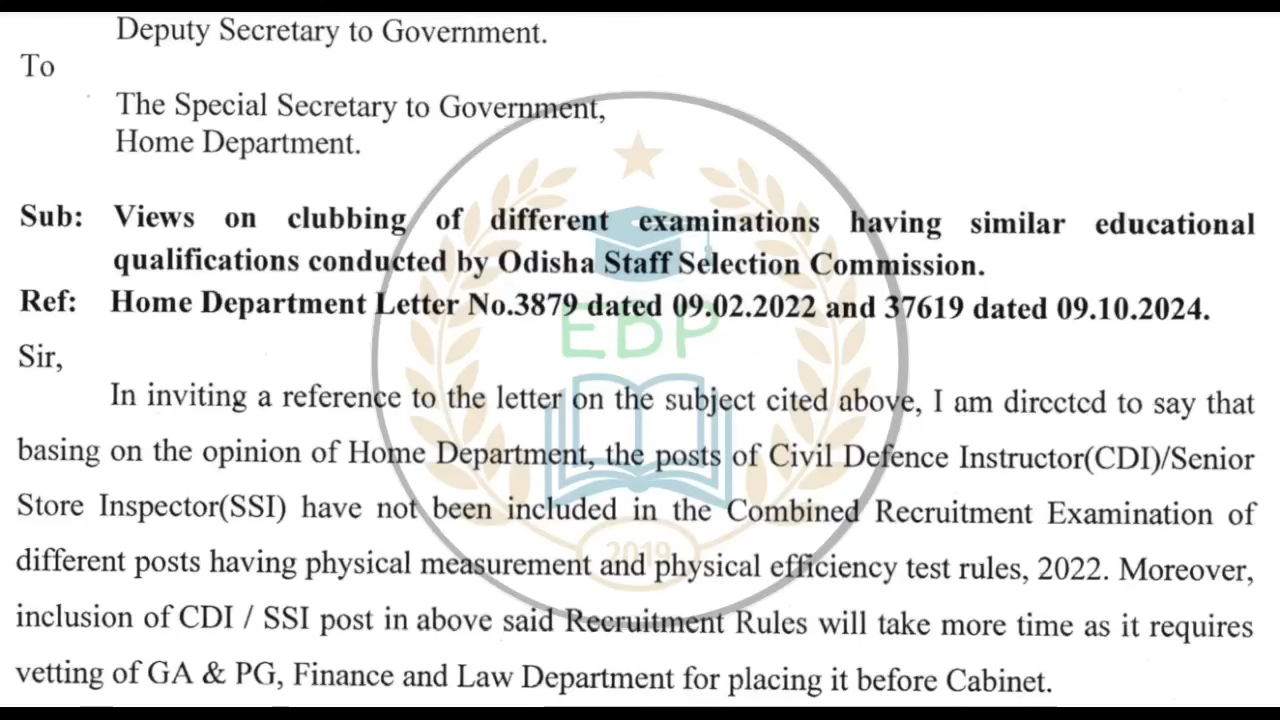 Deputy Secretary to Government.
To
The Special Secretary to Government,
Home Department.
Sub: Views on clubbing of different examinations having similar educational
qualifications conducted by Odisha Staff Selection Commission.
Ref: Home Department Letter No.3879 dated 09.02.2022 and 37619 dated 09.10.2024.
EDP
Sir,
In inviting a reference to the letter on the subject cited above, I am directed to say that
basing on the opinion of Home Department, the posts of Civil Defence Instructor(CDI)/Senior
Store Inspector(SSI) have not been included in the Combined Recruitment Examination of
2019
different posts having physical measurement and physical efficiency test rules, 2022. Moreover,
inclusion of CDI / SSI post in above said Recruitment Rules will take more time as it requires
vetting of GA & PG, Finance and Law Department for placing it before Cabinet.